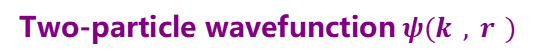 Two-particle wavefunction ψ(k , r )